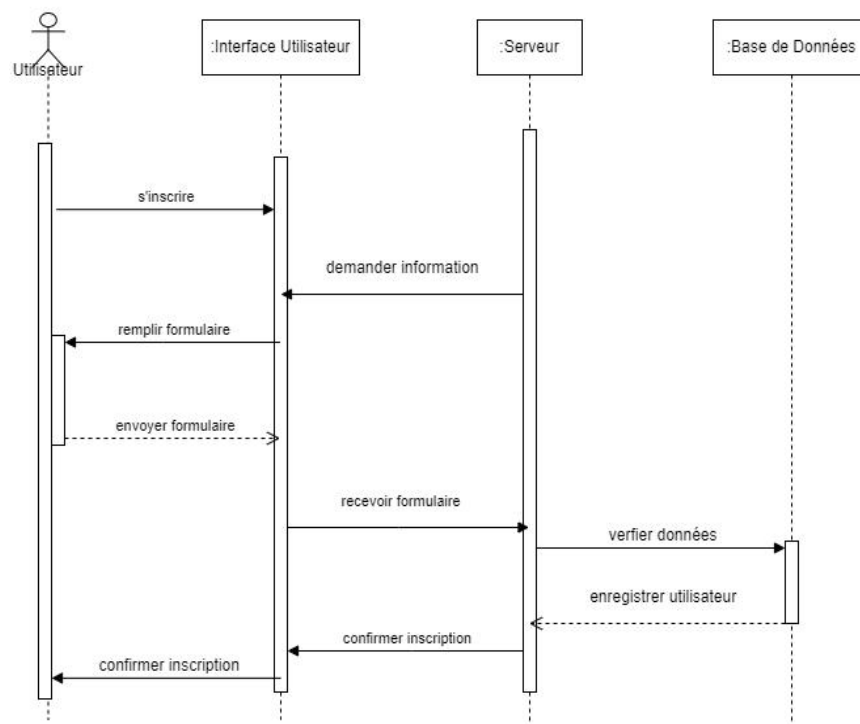 Utilisateur
:Interface Utilisateur
:Serveur
:Base de Données
s'inscrire
demander information
remplir formulaire
envoyer formulaire
recevoir formulaire
verfier données
enregistrer utilisateur
confirmer inscription
confirmer inscription